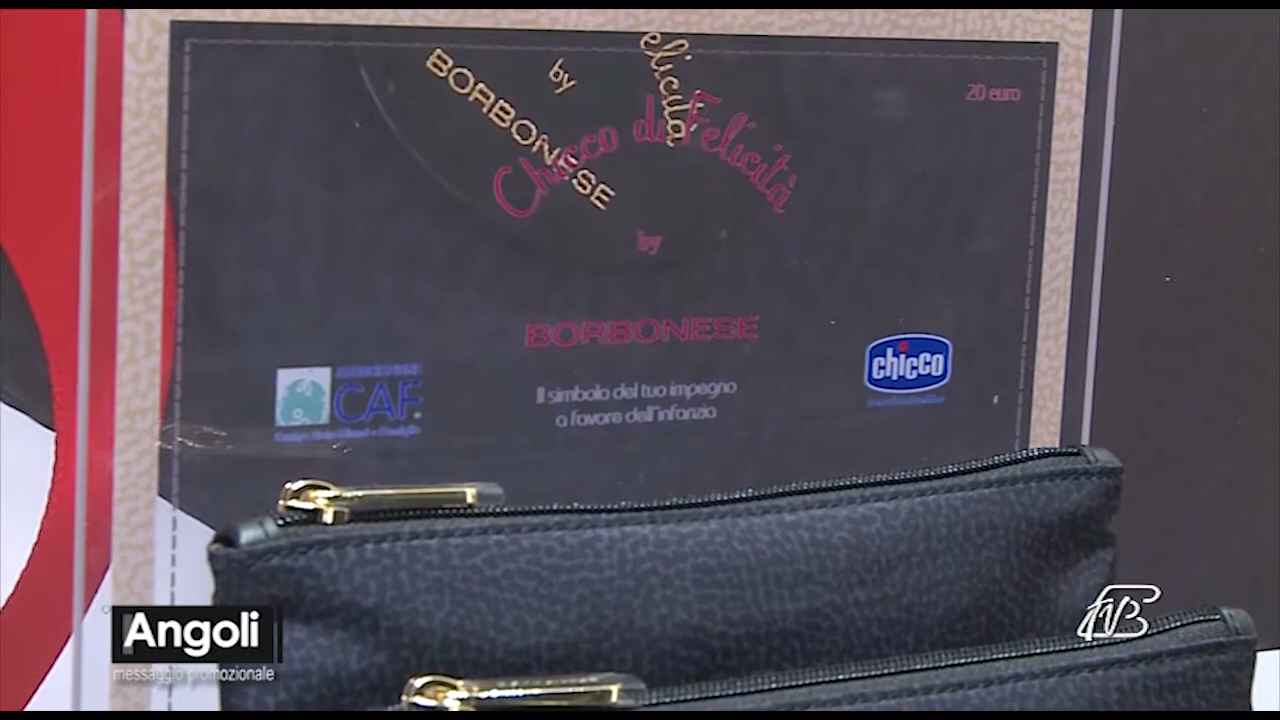 elicità
by
BORBONESE
20 euro
Chicco di Felicità
by
BORBONESE
chicco
CAF
Il simbolo del tuo impegno
a favore dell'infanzia
Angoli
messaggio promozionale